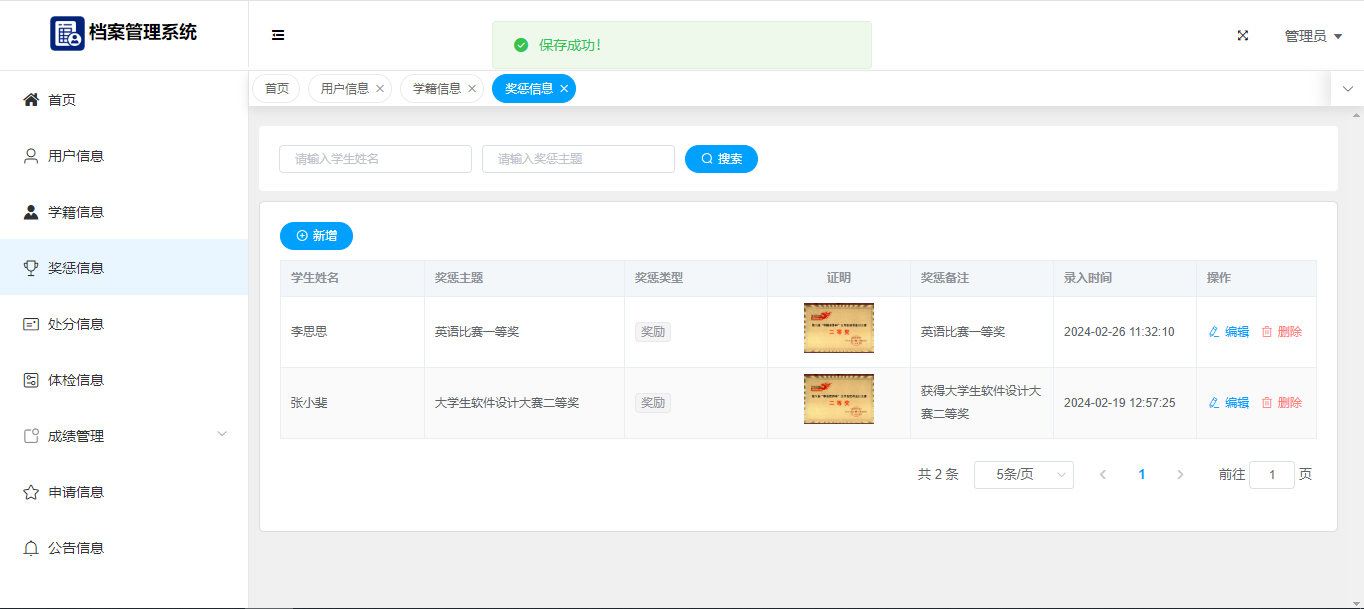 档案管理系统
保存成功!
管理员
首页
用户信息
学籍信息
奖惩信息
首页
用户信息
学籍信息
奖惩信息
处分信息
体检信息
成绩管理
申请信息
公告信息
请输入学生姓名
请输入奖惩主题
搜索
新增
学生姓名 奖惩主题 奖惩类型 证明 奖惩备注 录入时间 操作
李思思 英语比赛一等奖 奖励 二等奖 英语比赛一等奖 2024-02-26 11:32:10 编辑 删除
张小斐 大学生软件设计大赛二等奖 奖励 二等奖 获得大学生软件设计大
赛二等奖 2024-02-19 12:57:25 编辑 删除
共 2 条 5条/页 1 前往 1 页